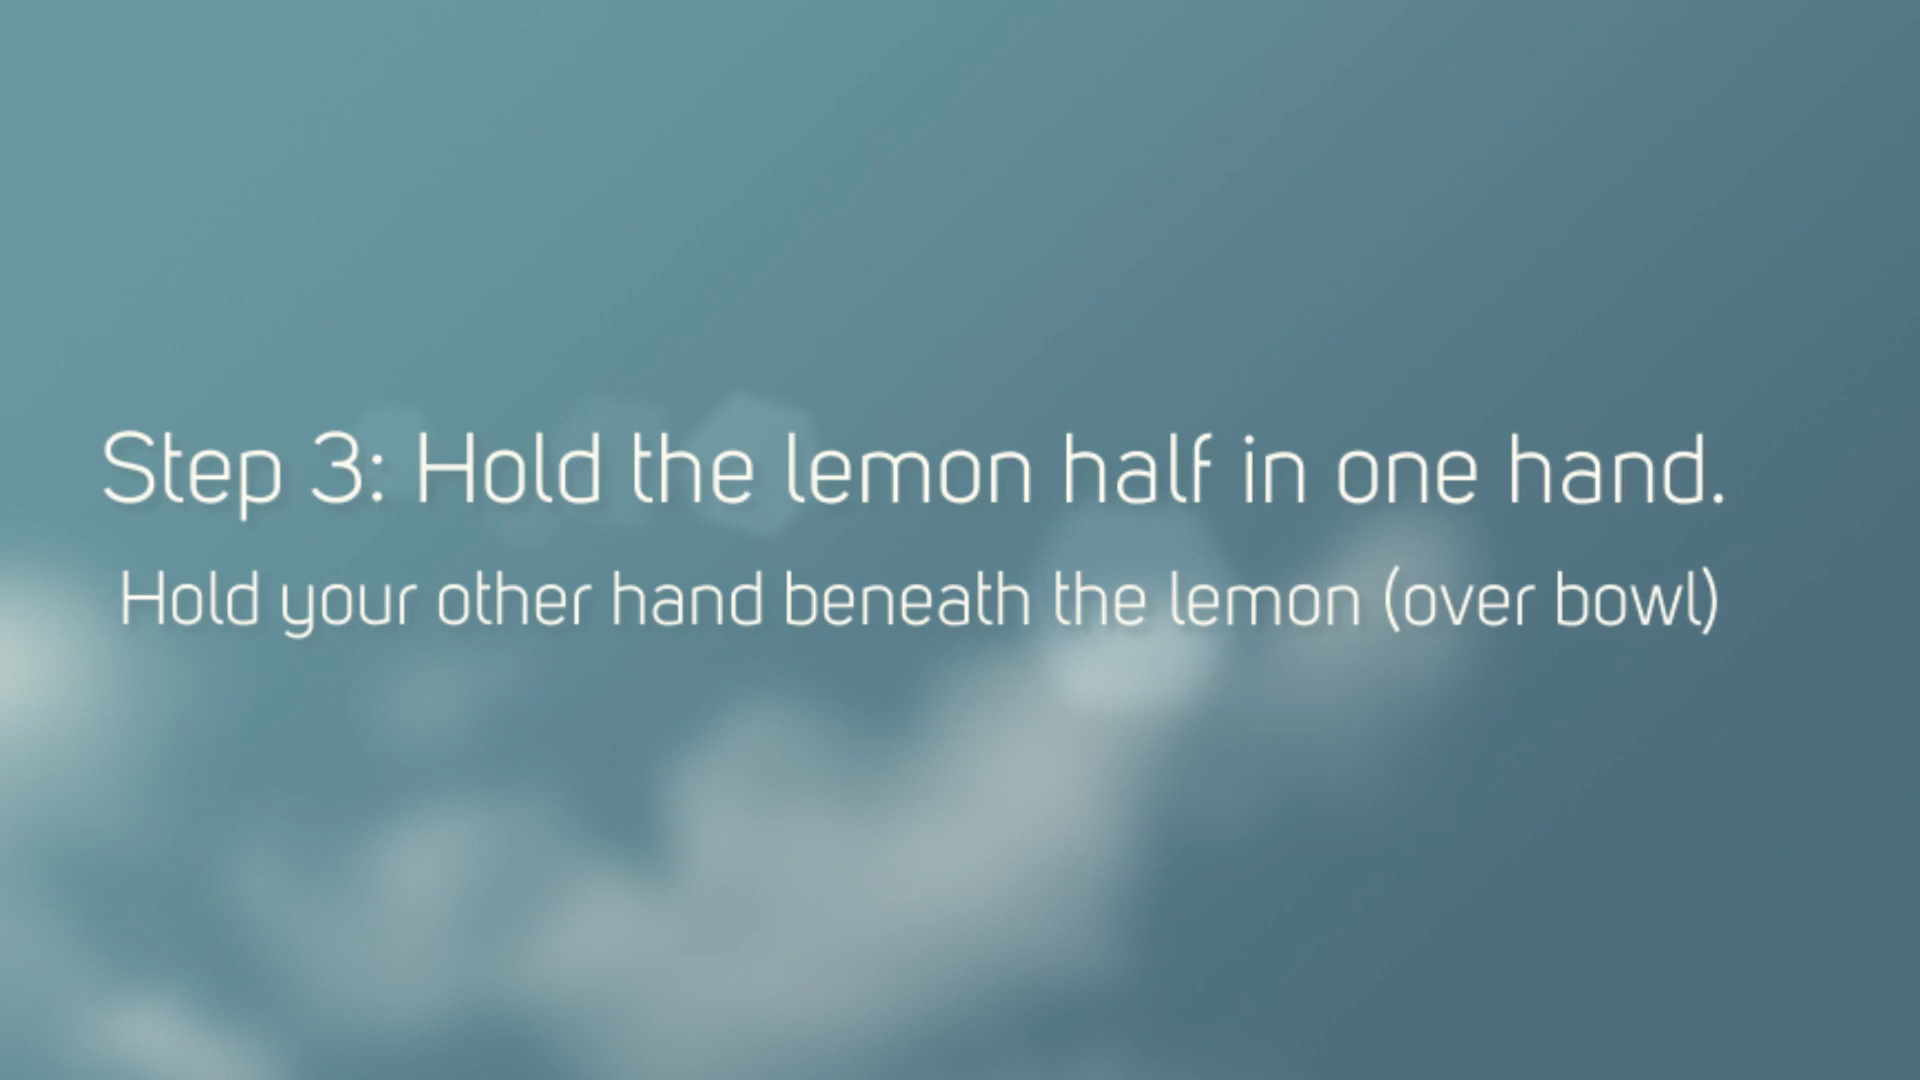 Step 3: Hold the lemon half in one hand.
Hold your other hand beneath the lemon (over bowl)